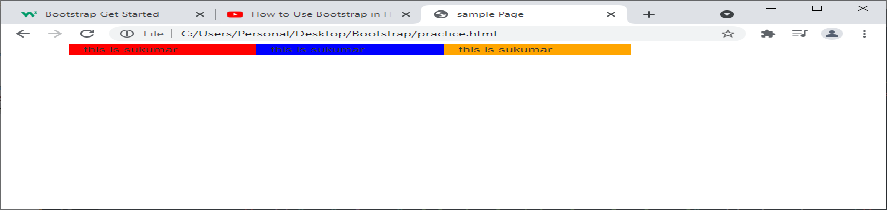 Bootstrap Get Started
How to Use Bootstrap in H
sample Page
File
C:/Users/Personal/Desktop/Bootstrap/practice.html
this is sukumar
this is sukumar
this is sukumar